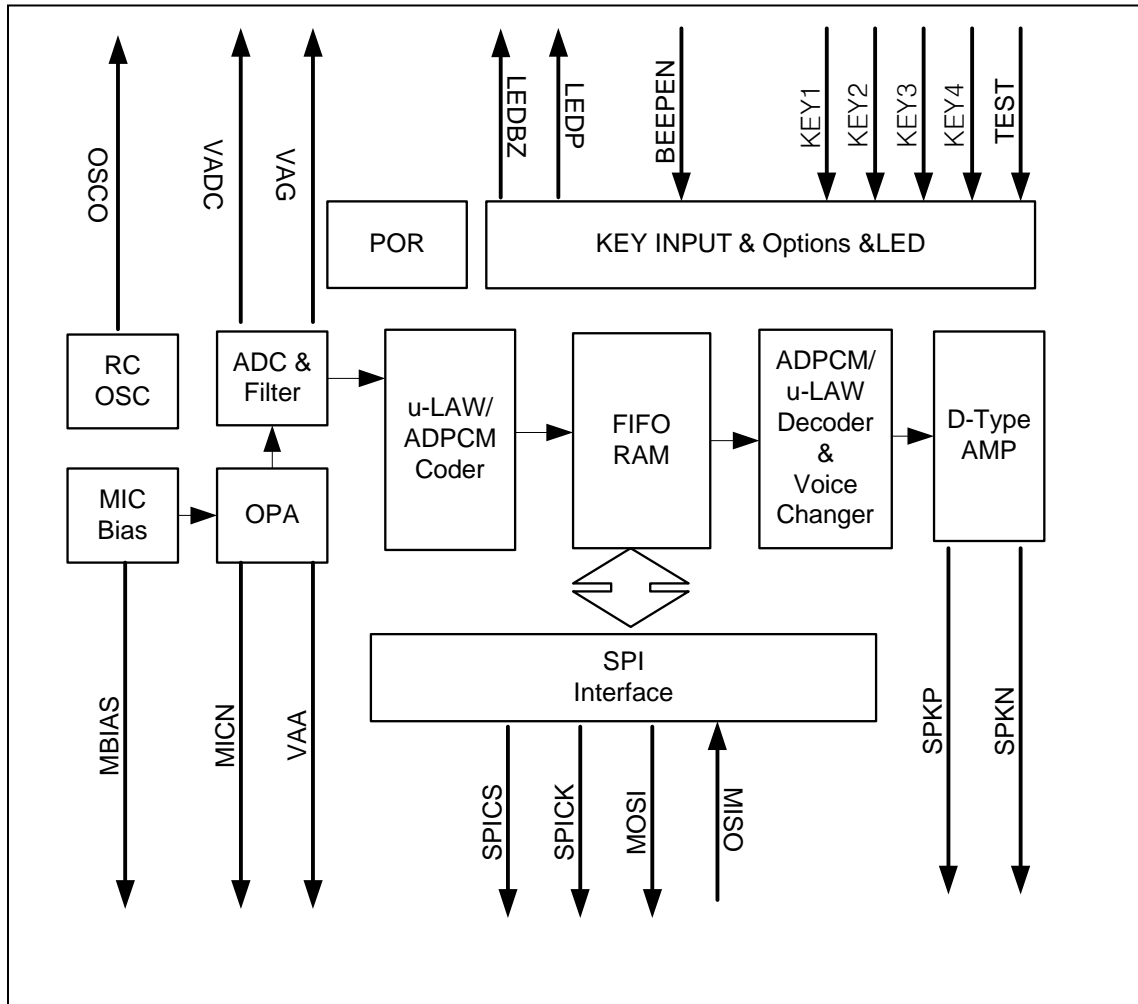 OSCO
VADC
VAG
LEDBZ
LEDP
BEEPEN
KEY1
KEY2
KEY3
KEY4
TEST
POR
KEY INPUT & Options &LED
RC
OSC
ADC &
Filter
u-LAW/
ADPCM
Coder
FIFO
RAM
ADPCM/
u-LAW
Decoder
&
Voice
Changer
D-Type
AMP
MIC
Bias
OPA
SPI
Interface
MBIAS
MICN
VAA
SPICS
SPICK
MOSI
MISO
SPKP
SPKN